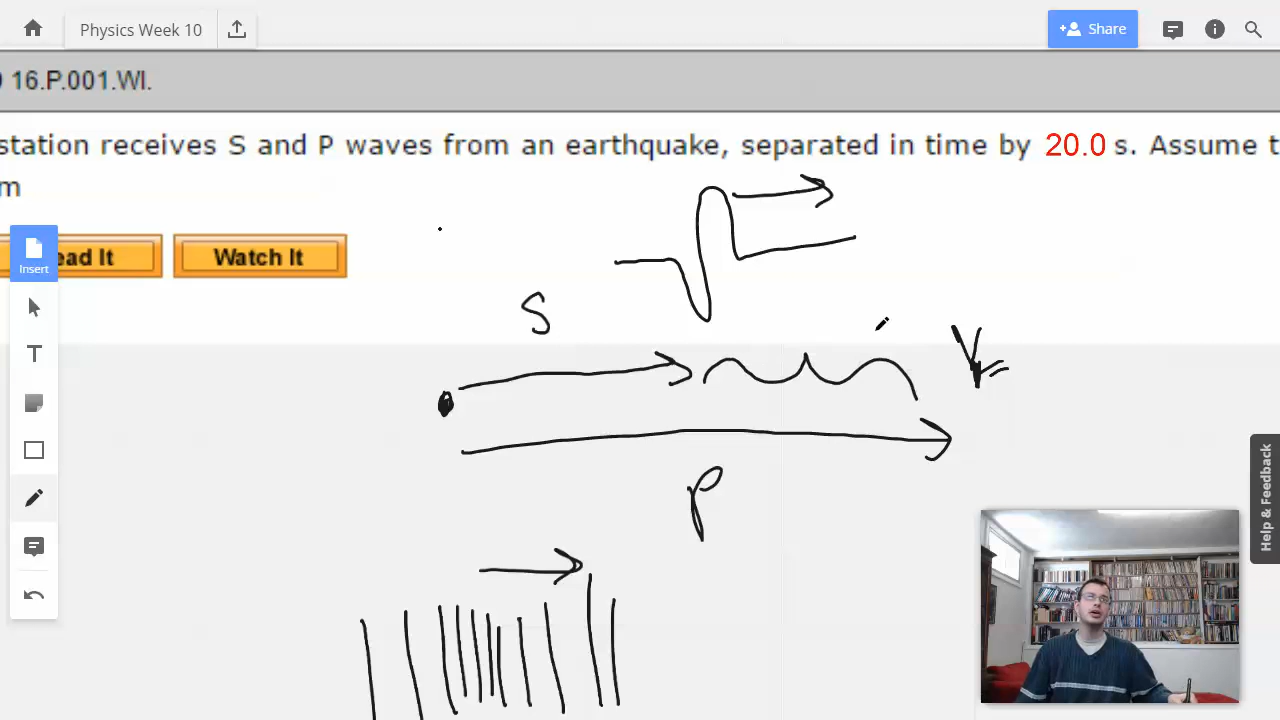 Physics Week 10
Share
16.P.001.WI.
station receives S and P waves from an earthquake, separated in time by 20.0 s. Assume t
m
ead It
Watch It
Insert
T
S
P
Help & Feedback